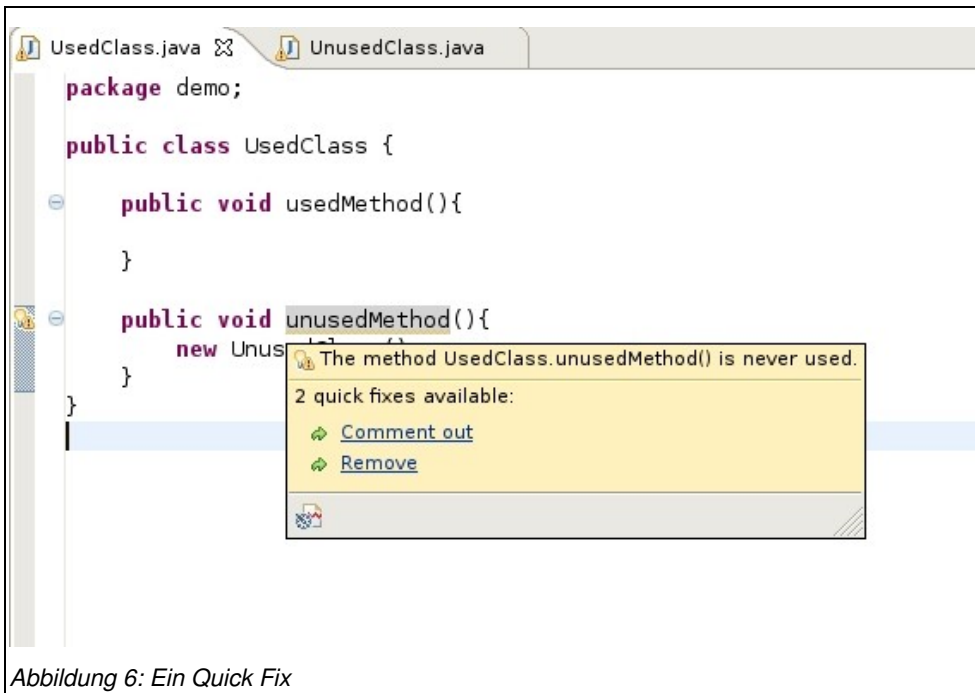 UsedClass.java UnusedClass.java
package demo;
public class UsedClass {
public void usedMethod(){
}
public void unusedMethod(){
new
}
}
The method UsedClass.unusedMethod() is never used.
2 quick fixes available:
Comment out
Remove
Abbildung 6: Ein Quick Fix